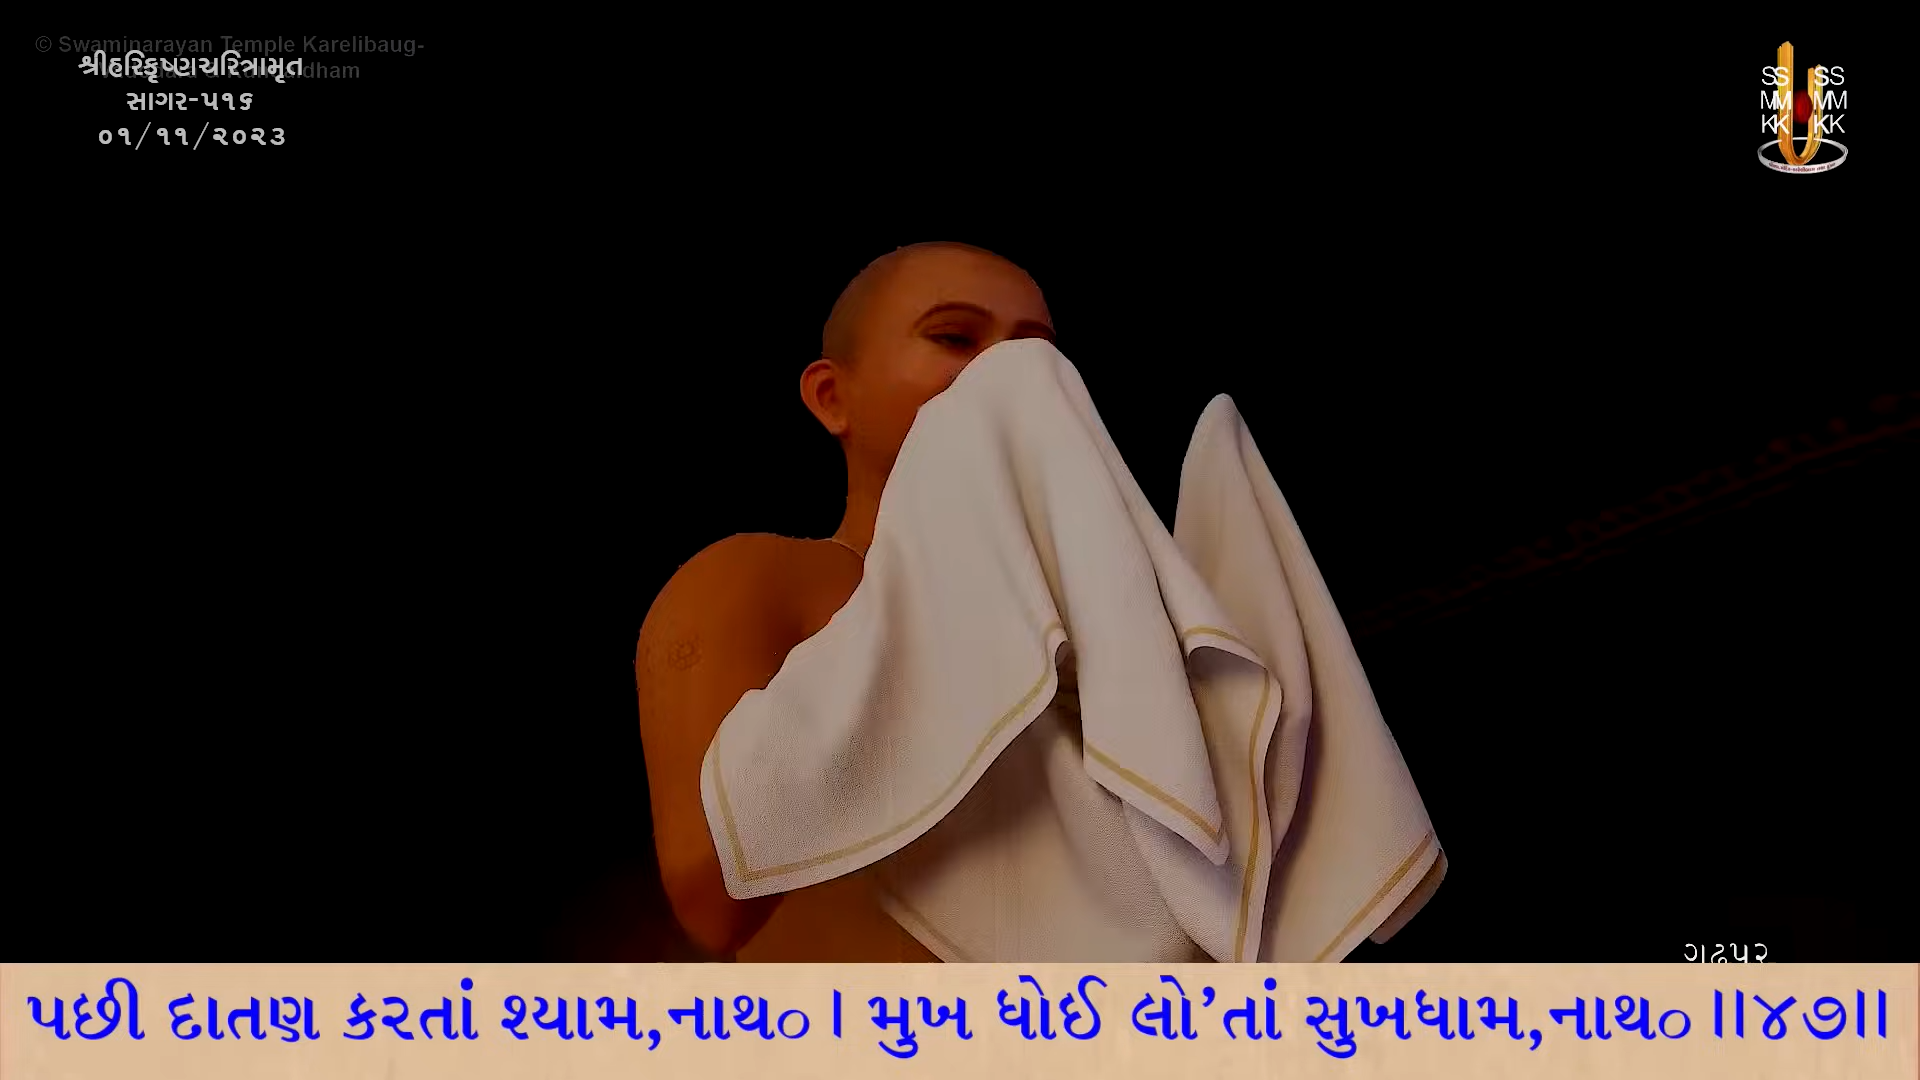 © Swaminarayan Temple Karelibaug-
શ્રીહરિકૃષ્ણચરિત્રામૃત
સાગર-૫૧૬
૦૧/૧૧/૨૦૨૩
SS SS
MM MM
KK KK
ગઢપુર
પછી દાતણ કરતાં શ્યામ,નાથ૦ । મુખ ધોઈ લો’તાં સુખધામ,નાથ૦ ।।૪૭।।